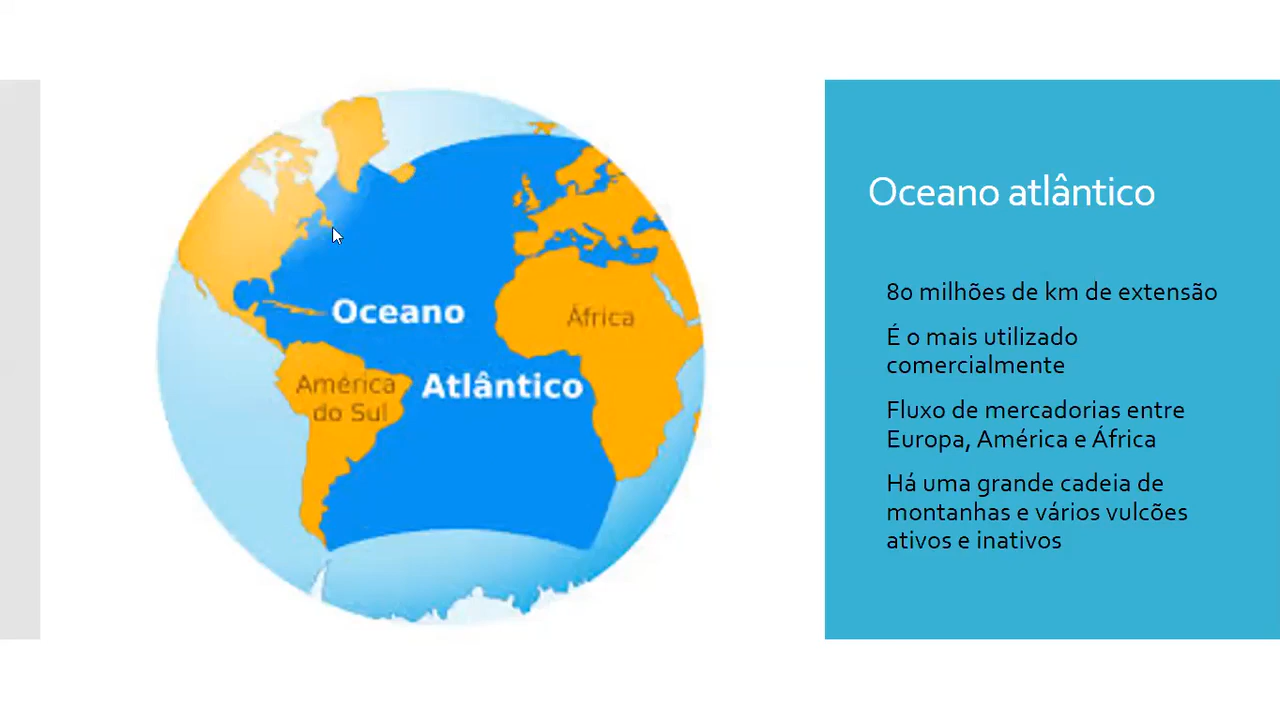 Oceano
Atlântico
África
América
do Sul
Oceano atlântico
80 milhões de km de extensão
É o mais utilizado
comercialmente
Fluxo de mercadorias entre
Europa, América e África
Há uma grande cadeia de
montanhas e vários vulcões
ativos e inativos